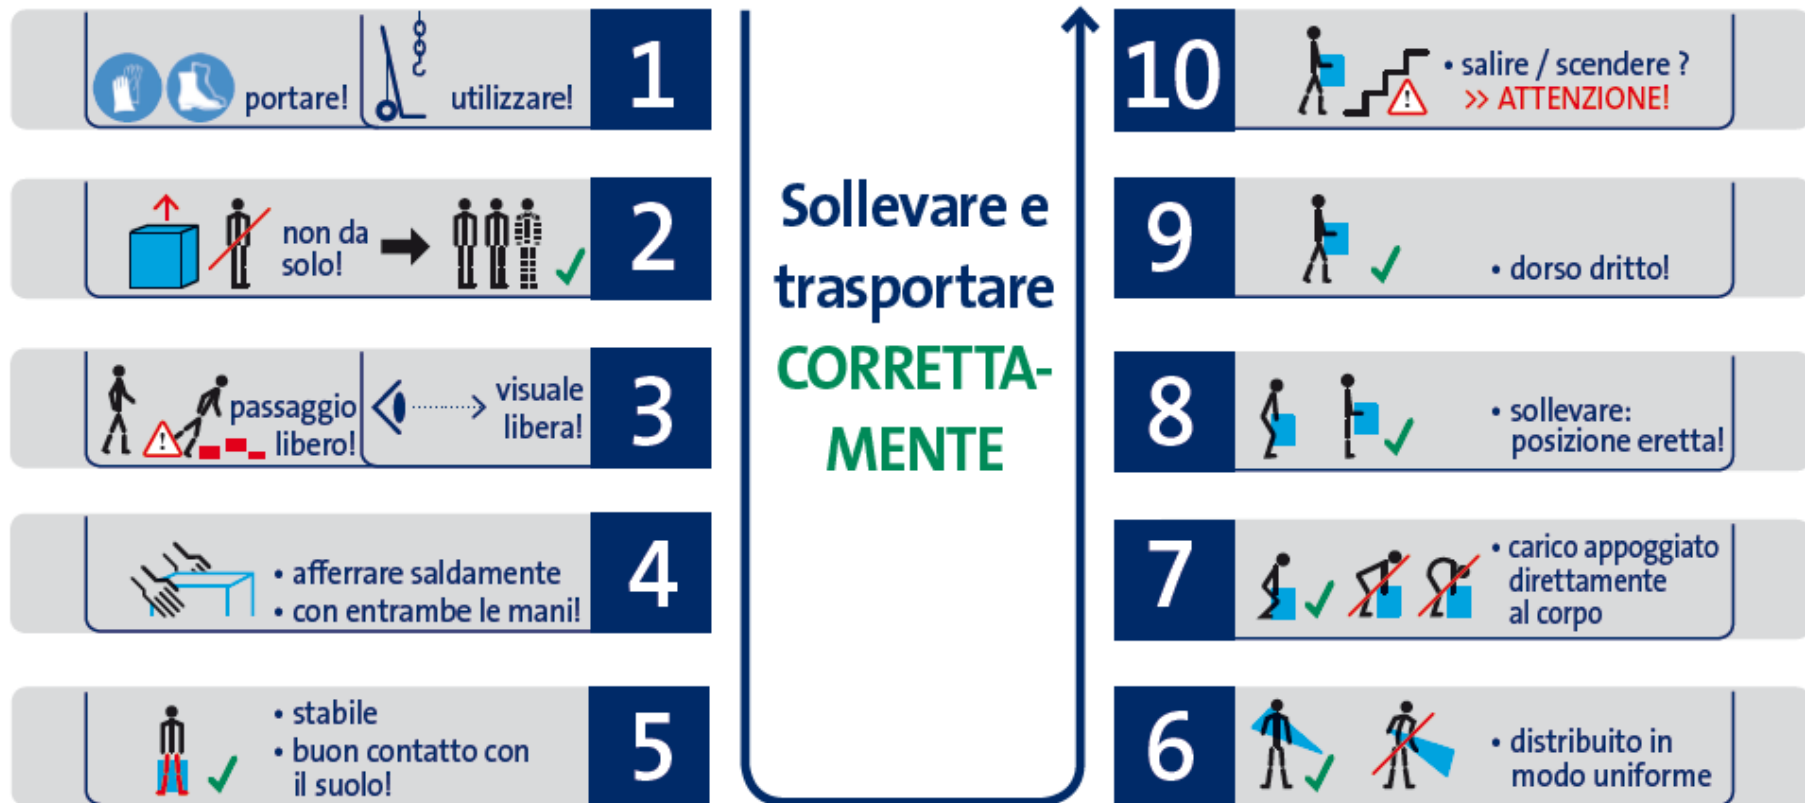 1
portare!
utilizzare!
2
non da
solo!
3
passaggio
libero!
visuale
libera!
4
• afferrare saldamente
• con entrambe le mani!
5
• stabile
• buon contatto con
il suolo!
Sollevare e
trasportare
CORRETTA-
MENTE
6
• distribuito in
modo uniforme
7
• carico appoggiato
direttamente
al corpo
8
• sollevare:
posizione eretta!
9
• dorso dritto!
10
• salire / scendere ?
>> ATTENZIONE!